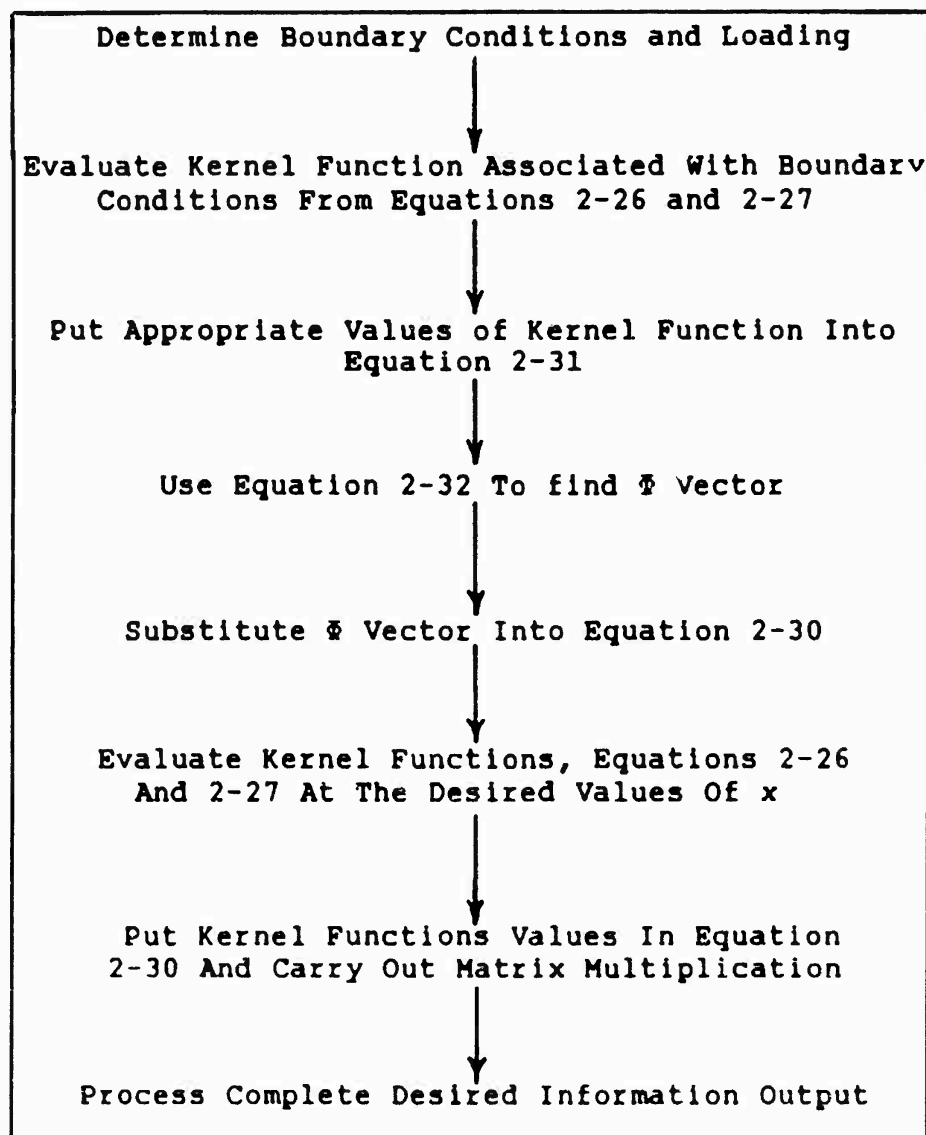 Determine Boundary Conditions and Loading
Evaluate Kernel Function Associated With Boundary
Conditions From Equations 2-26 and 2-27
Put Appropriate Values of Kernel Function Into
Equation 2-31
Use Equation 2-32 To find Φ Vector
Substitute Φ Vector Into Equation 2-30
Evaluate Kernel Functions, Equations 2-26
And 2-27 At The Desired Values Of x
Put Kernel Functions Values In Equation
2-30 And Carry Out Matrix Multiplication
Process Complete Desired Information Output